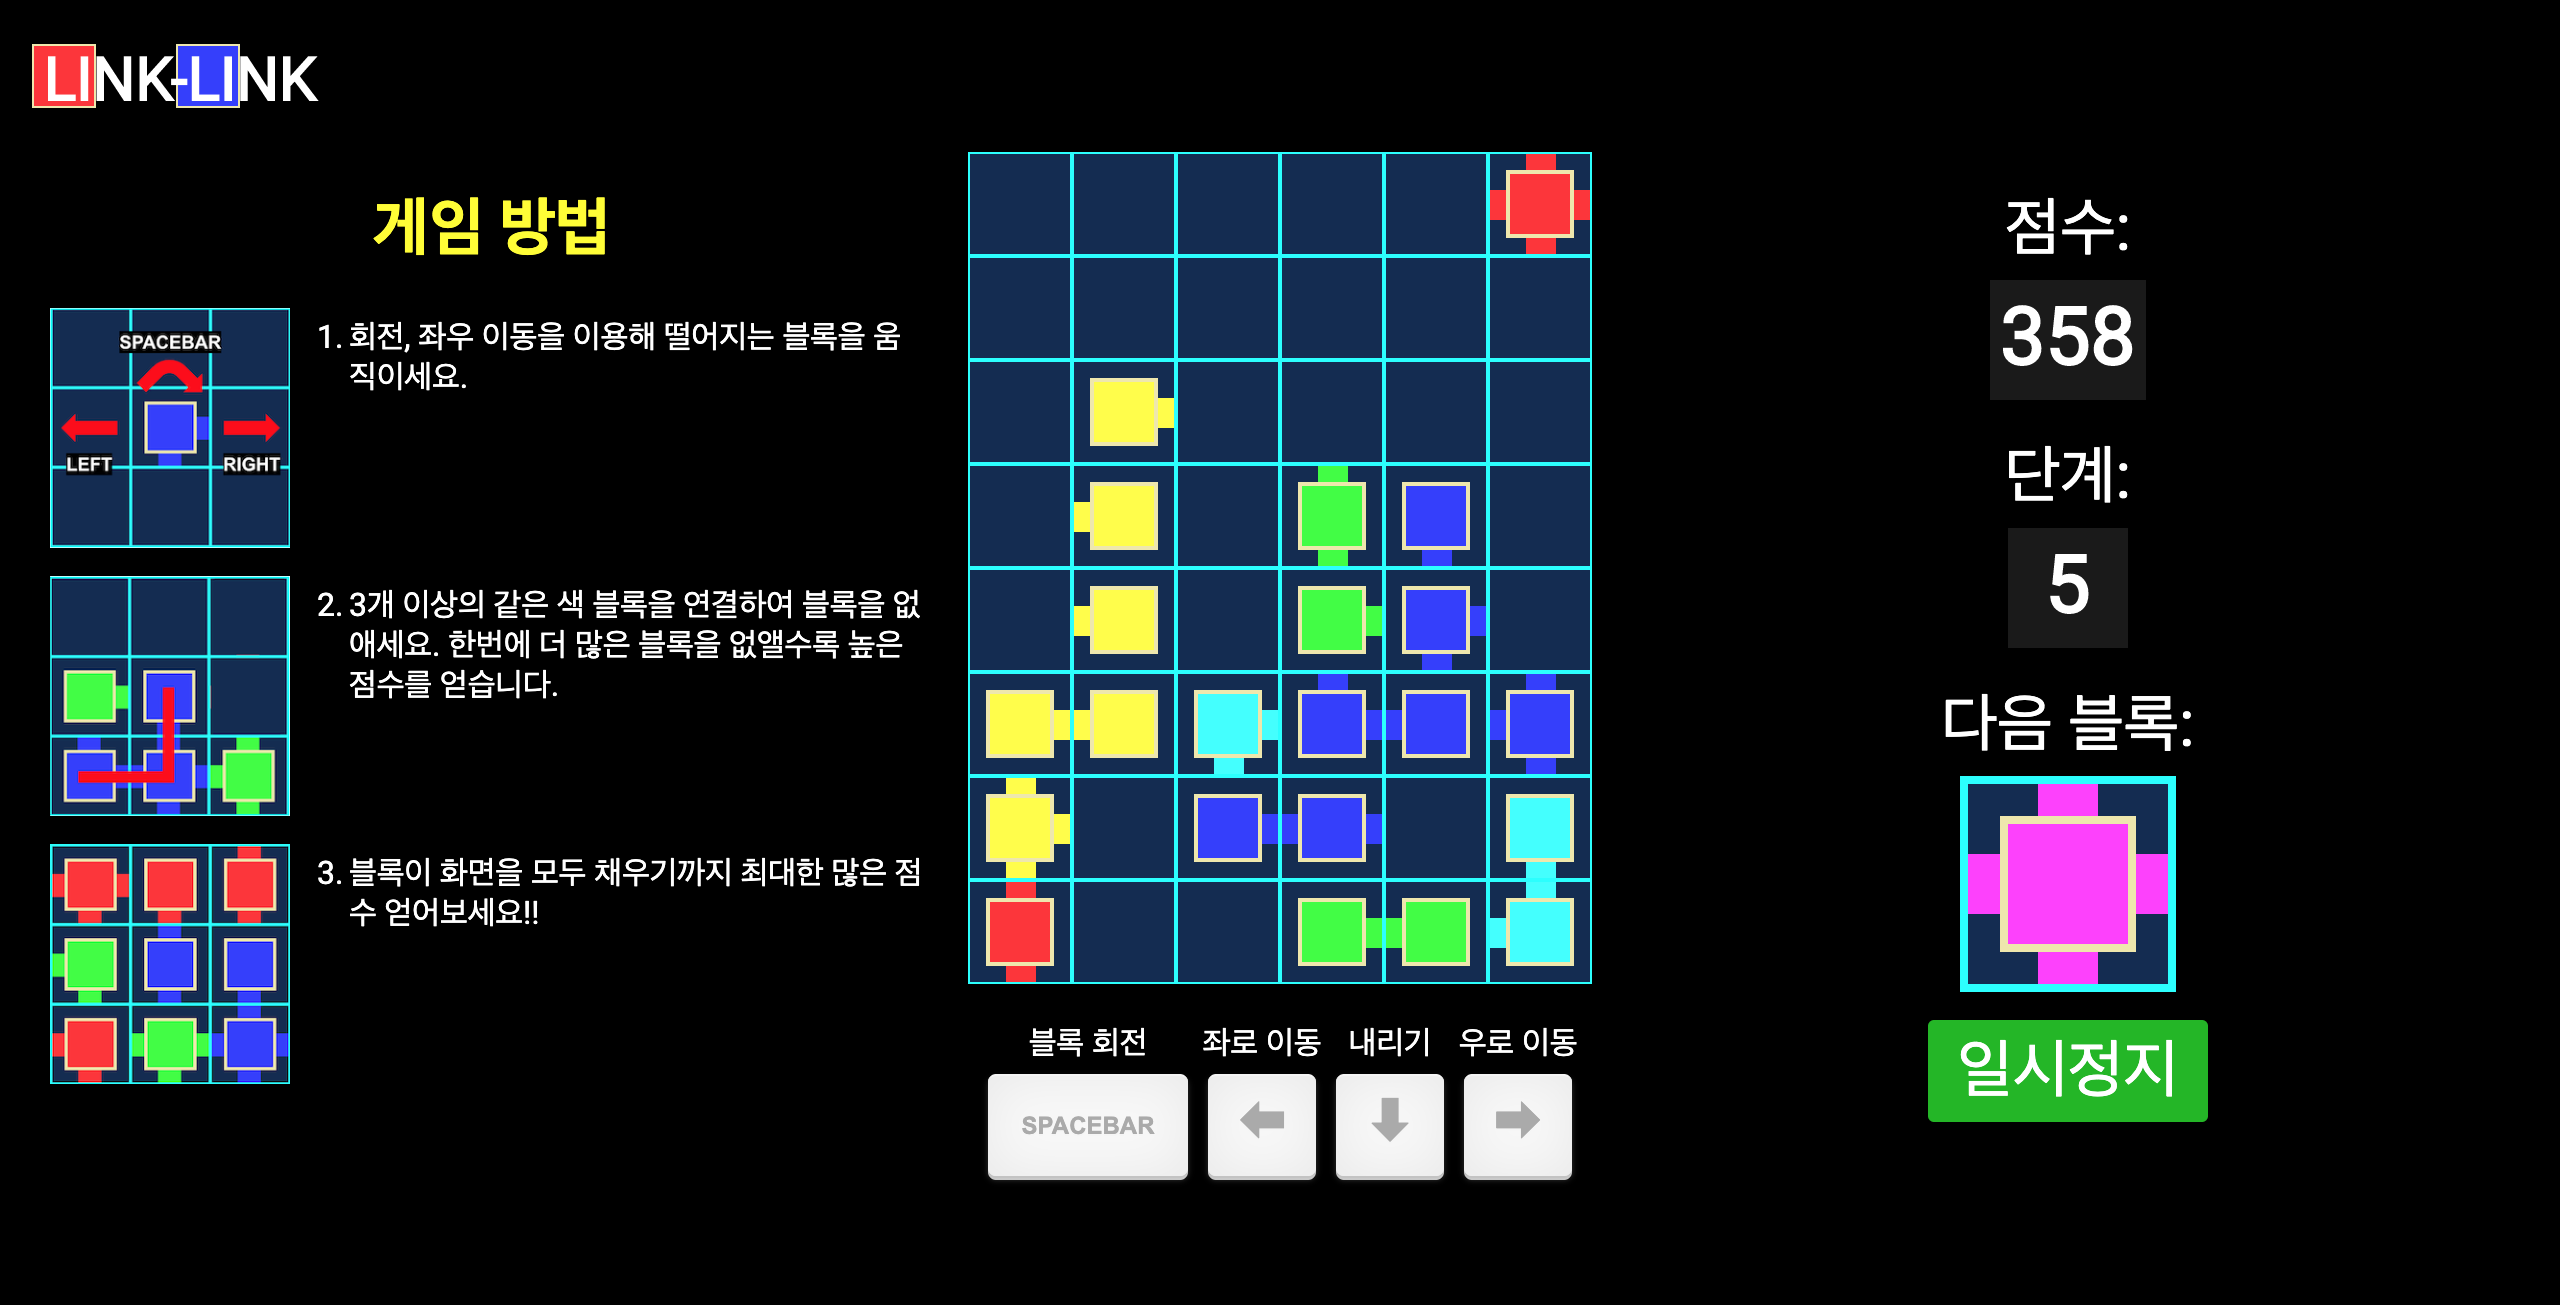 LINK-LINK
게임 방법
SPACEBAR
LEFT
RIGHT
1. 회전, 좌우 이동을 이용해 떨어지는 블록을 움
직이세요.
2. 3개 이상의 같은 색 블록을 연결하여 블록을 없
애세요. 한번에 더 많은 블록을 없앨수록 높은
점수를 얻습니다.
3. 블록이 화면을 모두 채우기까지 최대한 많은 점
수 얻어보세요!!
블록 회전
좌로 이동
내리기
우로 이동
SPACEBAR
점수:
358
단계:
5
다음 블록:
일시정지